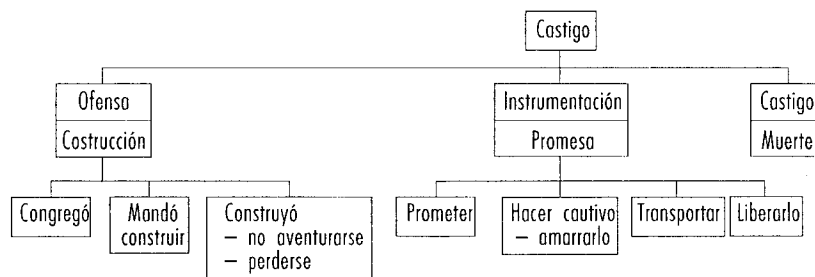 Castigo
Ofensa
Costrucción
Instrumentación
Promesa
Castigo
Muerte
Congregó
Mandó
construir
Construyó
– no aventurarse
– perderse
Prometer
Hacer cautivo
– amarrarlo
Transportar
Liberarlo